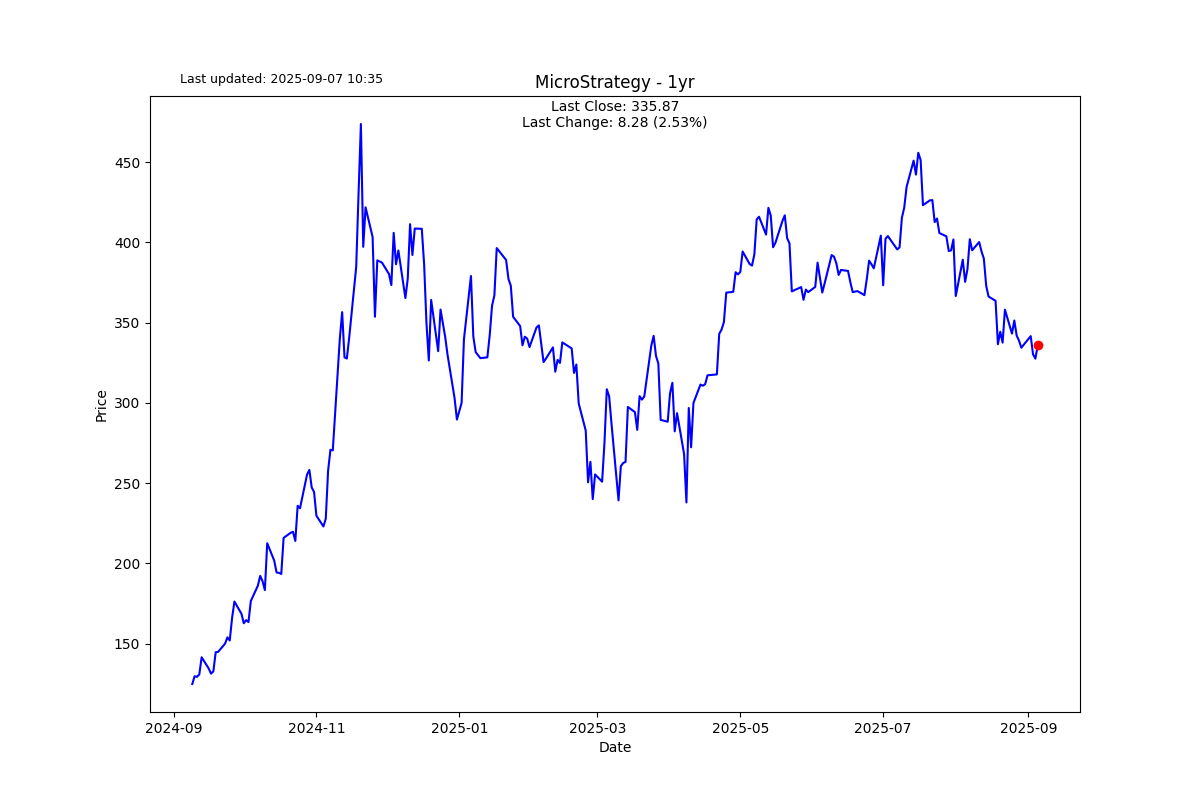 Last updated: 2025-09-07 10:35
MicroStrategy - 1yr
Last Close: 335.87
Last Change: 8.28 (2.53%)
450
400
350
300
250
200
150
Price
2024-09
2024-11
2025-01
2025-03
2025-05
2025-07
2025-09
Date